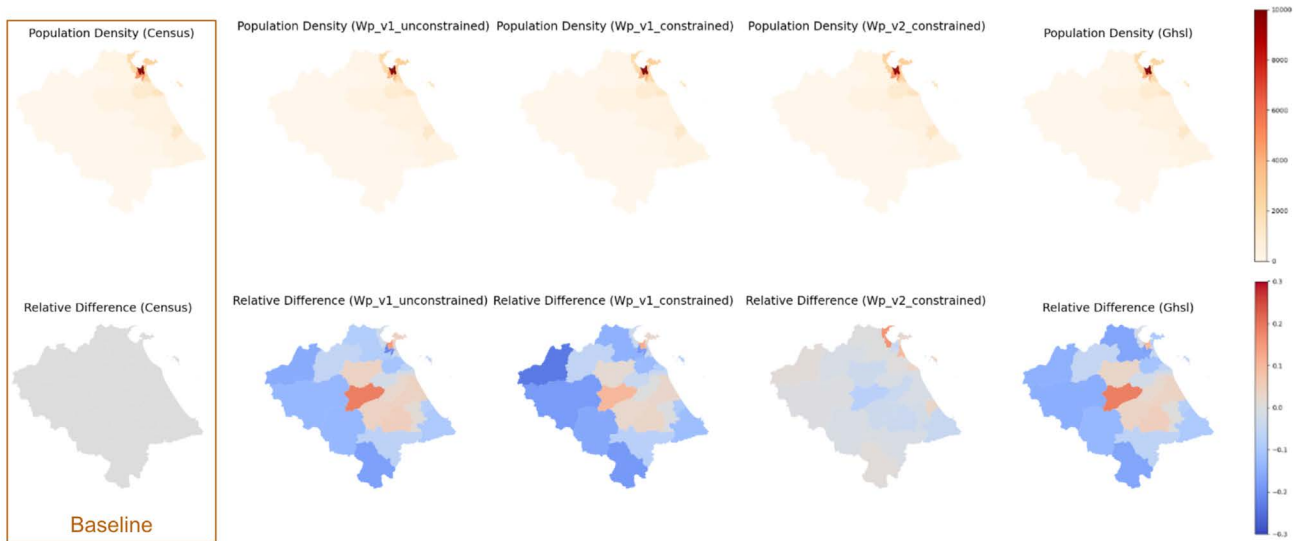 Population Density (Census)
Population Density (Wp_v1_unconstrained)
Population Density (Wp_v1_constrained)
Population Density (Wp_v2_constrained)
Population Density (Ghsl)
10000
8000
6000
4000
2000
0
Relative Difference (Census)
Relative Difference (Wp_v1_unconstrained)
Relative Difference (Wp_v1_constrained)
Relative Difference (Wp_v2_constrained)
Relative Difference (Ghsl)
0.3
0.2
0.1
0.0
−0.1
−0.2
−0.3
Baseline